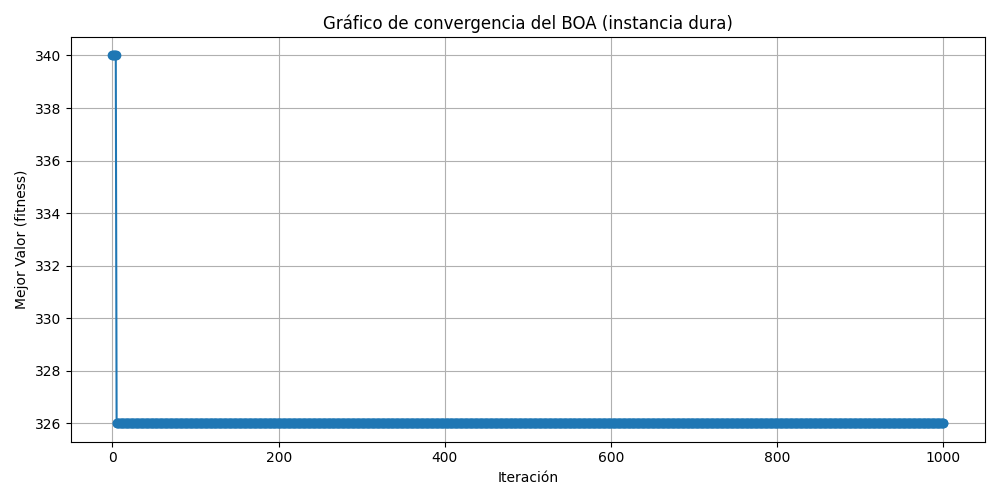 Gráfico de convergencia del BOA (instancia dura)
Mejor Valor (fitness)
340
338
336
334
332
330
328
326
0 200 400 600 800 1000
Iteración